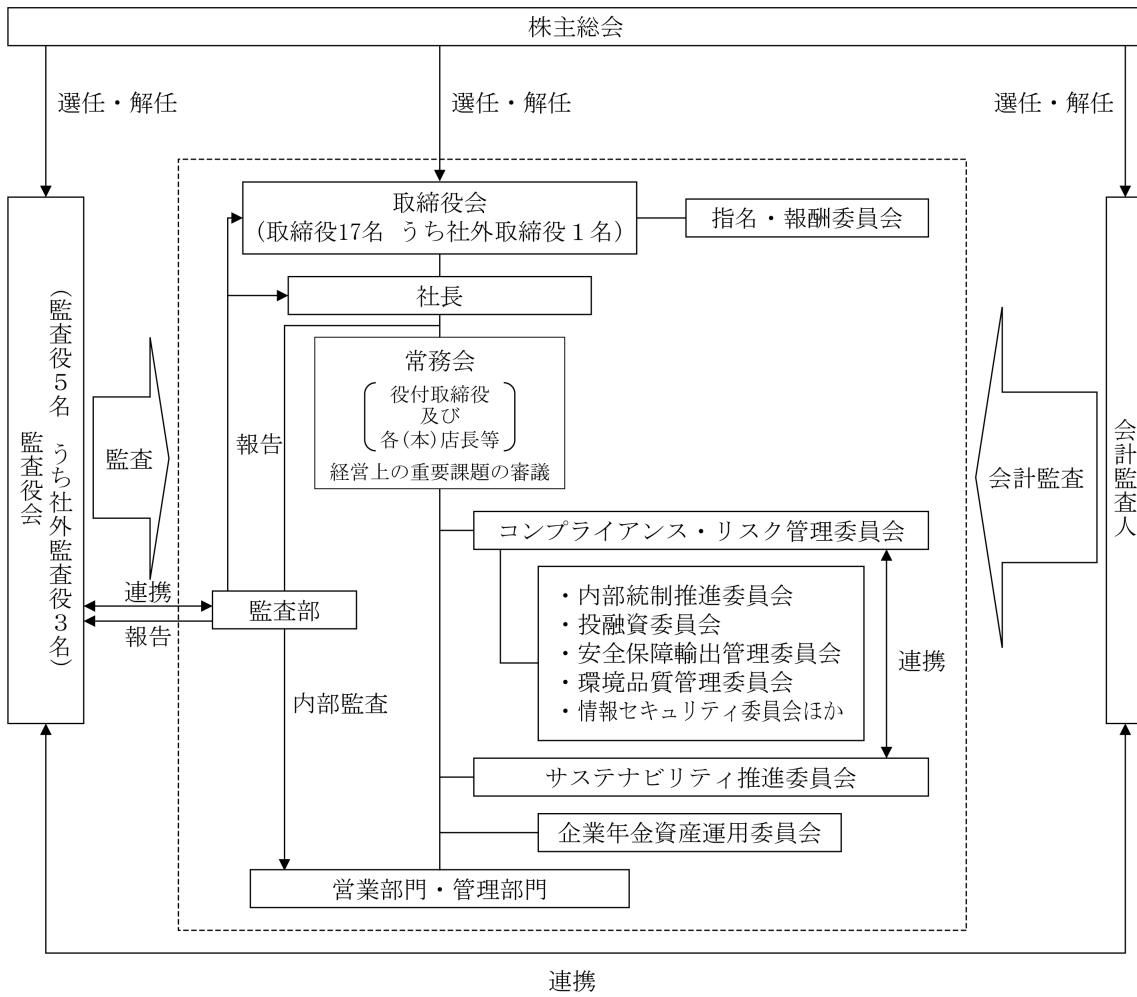 株主総会
選任・解任
選任・解任
選任・解任
取締役会
（取締役17名　うち社外取締役１名）
指名・報酬委員会
社長
常務会
役付取締役
及び
各(本)店長等
経営上の重要課題の審議
報告
監査役会
（監査役５名　うち社外監査役３名）
監査
会計監査
会計監査人
コンプライアンス・リスク管理委員会
・内部統制推進委員会
・投融資委員会
・安全保障輸出管理委員会
・環境品質管理委員会
・情報セキュリティ委員会ほか
連携
連携
報告
監査部
内部監査
サステナビリティ推進委員会
企業年金資産運用委員会
営業部門・管理部門
連携